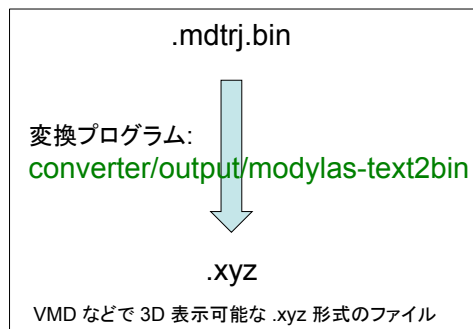 .mdtrj.bin
変換プログラム:
converter/output/modylas-text2bin
.xyz
VMD などで 3D 表示可能な .xyz 形式のファイル